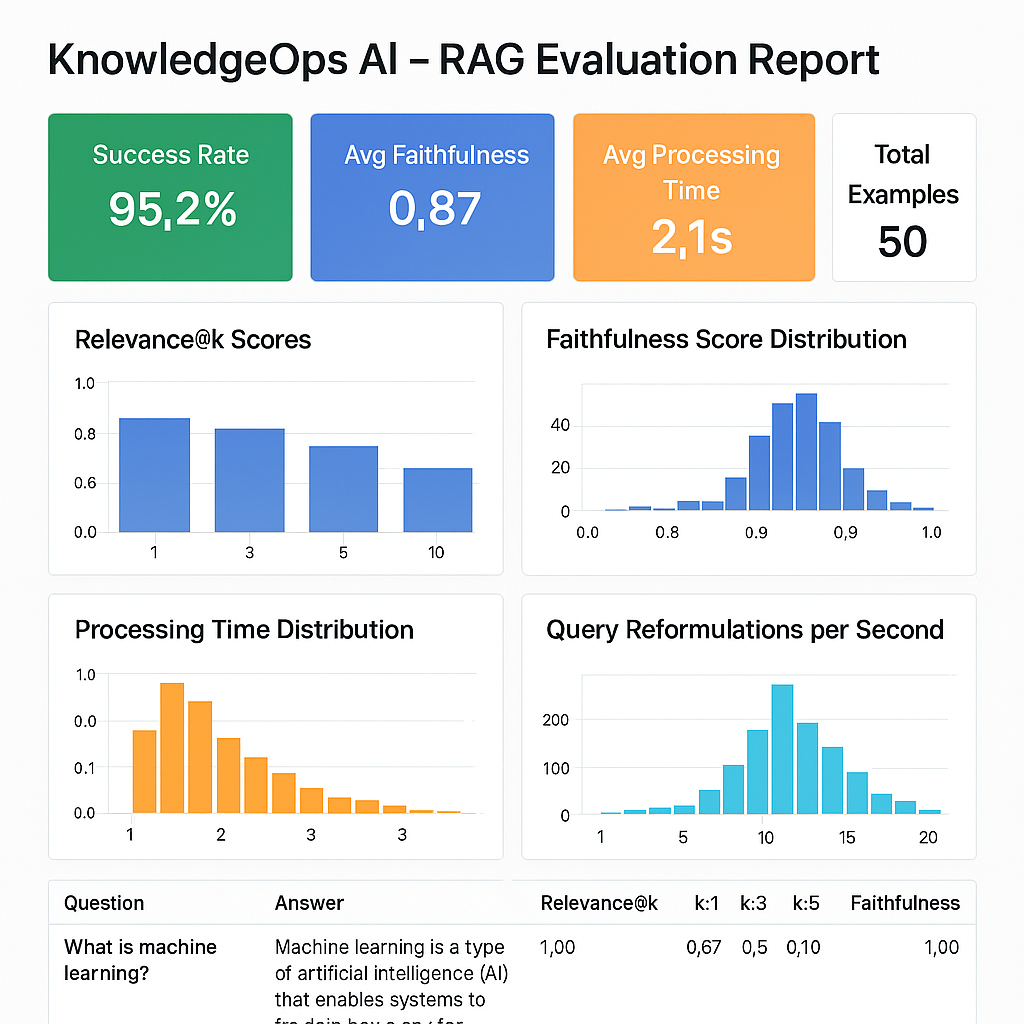 KnowledgeOps AI – RAG Evaluation Report
Success Rate
95,2%
Avg Faithfulness
0,87
Avg Processing
Time
2,1s
Total
Examples
50
Relevance@k Scores
1.0
0.8
0.6
0.0
1 3 5 10
Faithfulness Score Distribution
40
20
0
0.0 0.8 0.9 0,9 1.0
Processing Time Distribution
1.0
0.0
0.1
0.0
1 2 3 3
Query Reformulations per Second
200
100
0
1 5 10 15 20
Question Answer Relevance@k k:1 k:3 k:5 Faithfulness
What is machine
learning?
Machine learning is a type
of artificial intelligence (AI)
that enables systems to
1,00 0,67 0,5 0,10 1,00